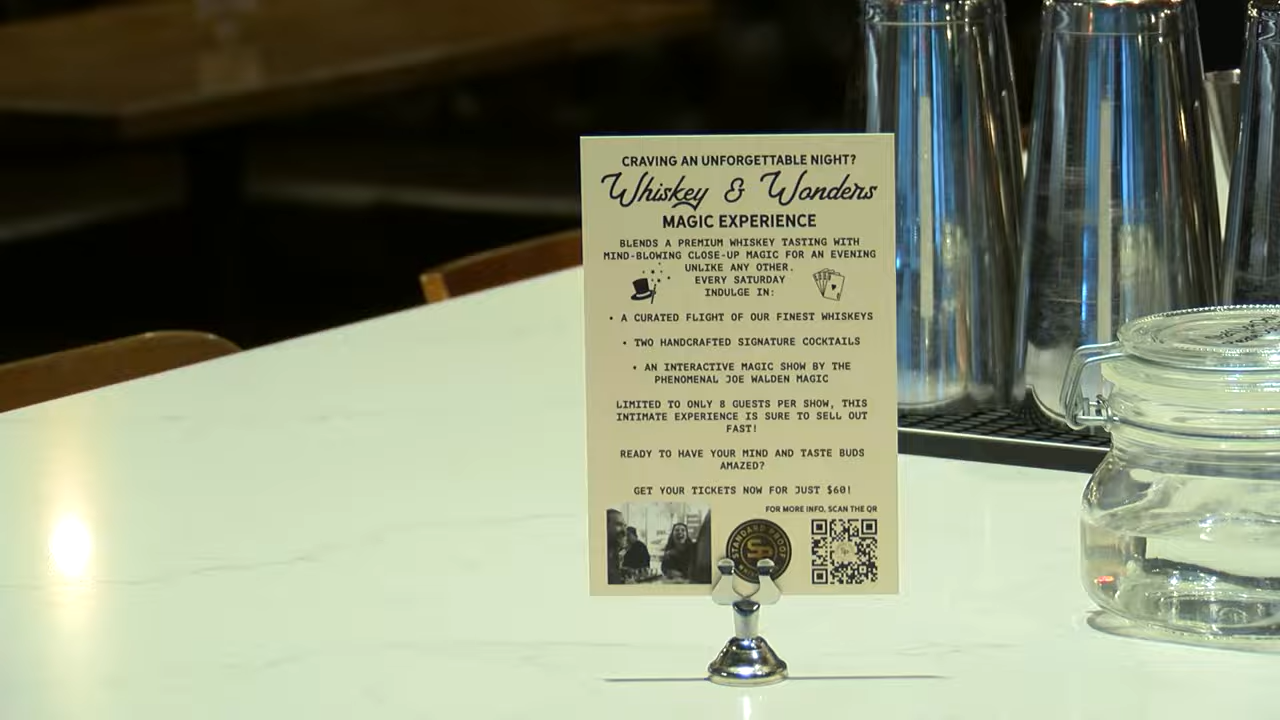 CRAVING AN UNFORGETTABLE NIGHT?
Whiskey & Wonders
MAGIC EXPERIENCE
BLENDS A PREMIUM WHISKEY TASTING WITH
MIND-BLOWING CLOSE-UP MAGIC FOR AN EVENING
UNLIKE ANY OTHER.
EVERY SATURDAY
INDULGE IN:
• A CURATED FLIGHT OF OUR FINEST WHISKEYS
• TWO HANDCRAFTED SIGNATURE COCKTAILS
• AN INTERACTIVE MAGIC SHOW BY THE
PHENOMENAL JOE WALDEN MAGIC
LIMITED TO ONLY 8 GUESTS PER SHOW, THIS
INTIMATE EXPERIENCE IS SURE TO SELL OUT
FAST!
READY TO HAVE YOUR MIND AND TASTE BUDS
AMAZED?
GET YOUR TICKETS NOW FOR JUST $60!
FOR MORE INFO, SCAN THE QR
STANDARD PROOF
SP